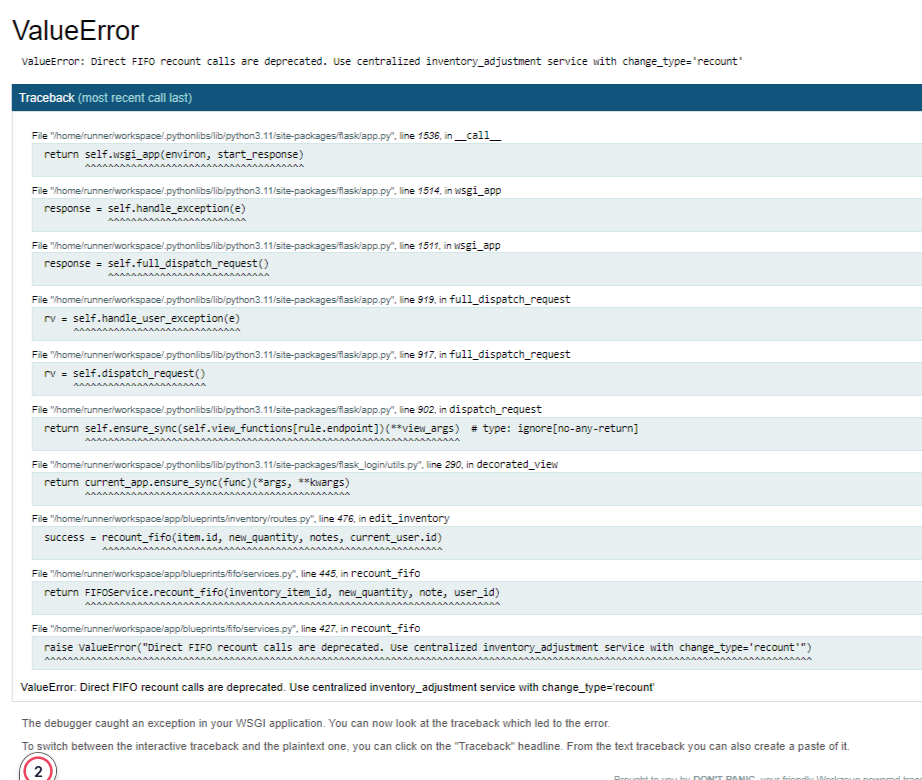 ValueError
ValueError: Direct FIFO recount calls are deprecated. Use centralized inventory_adjustment service with change_type='recount'
Traceback (most recent call last)
File "/home/runner/workspace/.pythonlibs/lib/python3.11/site-packages/flask/app.py", line 1536, in __call__
return self.wsgi_app(environ, start_response)
^^^^^^^^^^^^^^^^^^^^^^^^^^^^^^^^^^^^^^
File "/home/runner/workspace/.pythonlibs/lib/python3.11/site-packages/flask/app.py", line 1514, in wsgi_app
response = self.handle_exception(e)
^^^^^^^^^^^^^^^^^^^^^^^^
File "/home/runner/workspace/.pythonlibs/lib/python3.11/site-packages/flask/app.py", line 1511, in wsgi_app
response = self.full_dispatch_request()
^^^^^^^^^^^^^^^^^^^^^^^^^^^^
File "/home/runner/workspace/.pythonlibs/lib/python3.11/site-packages/flask/app.py", line 919, in full_dispatch_request
rv = self.handle_user_exception(e)
^^^^^^^^^^^^^^^^^^^^^^^^^^^^^
File "/home/runner/workspace/.pythonlibs/lib/python3.11/site-packages/flask/app.py", line 917, in full_dispatch_request
rv = self.dispatch_request()
^^^^^^^^^^^^^^^^^^^^^^^
File "/home/runner/workspace/.pythonlibs/lib/python3.11/site-packages/flask/app.py", line 902, in dispatch_request
return self.ensure_sync(self.view_functions[rule.endpoint])(**view_args)  # type: ignore[no-any-return]
^^^^^^^^^^^^^^^^^^^^^^^^^^^^^^^^^^^^^^^^^^^^^^^^^^^^^^^^^^^^^^^^^
File "/home/runner/workspace/.pythonlibs/lib/python3.11/site-packages/flask_login/utils.py", line 290, in decorated_view
return current_app.ensure_sync(func)(*args, **kwargs)
^^^^^^^^^^^^^^^^^^^^^^^^^^^^^^^^^^^^^^^^^^^^^^
File "/home/runner/workspace/app/blueprints/inventory/routes.py", line 476, in edit_inventory
success = recount_fifo(item.id, new_quantity, notes, current_user.id)
^^^^^^^^^^^^^^^^^^^^^^^^^^^^^^^^^^^^^^^^^^^^^^^^^^^^^^^^^^^
File "/home/runner/workspace/app/blueprints/fifo/services.py", line 445, in recount_fifo
return FIFOService.recount_fifo(inventory_item_id, new_quantity, note, user_id)
^^^^^^^^^^^^^^^^^^^^^^^^^^^^^^^^^^^^^^^^^^^^^^^^^^^^^^^^^^^^^^^^^^^^^^^^
File "/home/runner/workspace/app/blueprints/fifo/services.py", line 427, in recount_fifo
raise ValueError("Direct FIFO recount calls are deprecated. Use centralized inventory_adjustment service with change_type='recount'")
^^^^^^^^^^^^^^^^^^^^^^^^^^^^^^^^^^^^^^^^^^^^^^^^^^^^^^^^^^^^^^^^^^^^^^^^^^^^^^^^^^^^^^^^^^^^^^^^^^^^^^^^^^^^^^^^^^^^^^^^^^^^^^^^^^^^^
ValueError: Direct FIFO recount calls are deprecated. Use centralized inventory_adjustment service with change_type='recount'
The debugger caught an exception in your WSGI application. You can now look at the traceback which led to the error.
To switch between the interactive traceback and the plaintext one, you can click on the "Traceback" headline. From the text traceback you can also create a paste of it.
2
Brought to you by DON'T PANIC, your friendly Werkzeug powered